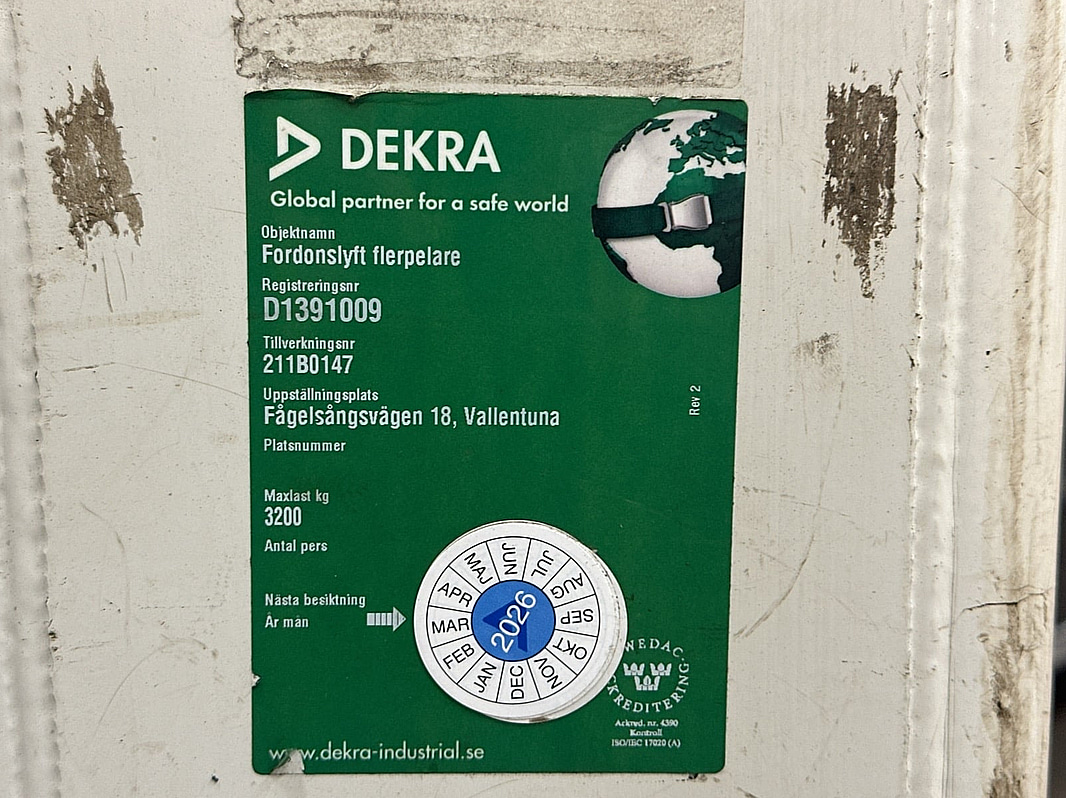 DEKRA
Global partner for a safe world
Objektnamn
Fordonslyft flerpelare
Registreringsnr
D1391009
Tillverkningsnr
211B0147
Uppställningsplats
Fågelsångsvägen 18, Vallentuna
Platsnummer
Rev 2
Maxlast kg
3200
Antal pers
Nästa besiktning
År mån
JAN
FEB
MAR
APR
MAJ
JUN
JUL
AUG
SEP
OKT
NOV
DEC
2026
SWEDAC
ACKREDITERING
Ackred. nr. 4390
Kontroll
ISO/IEC 17020 (A)
www.dekra-industrial.se